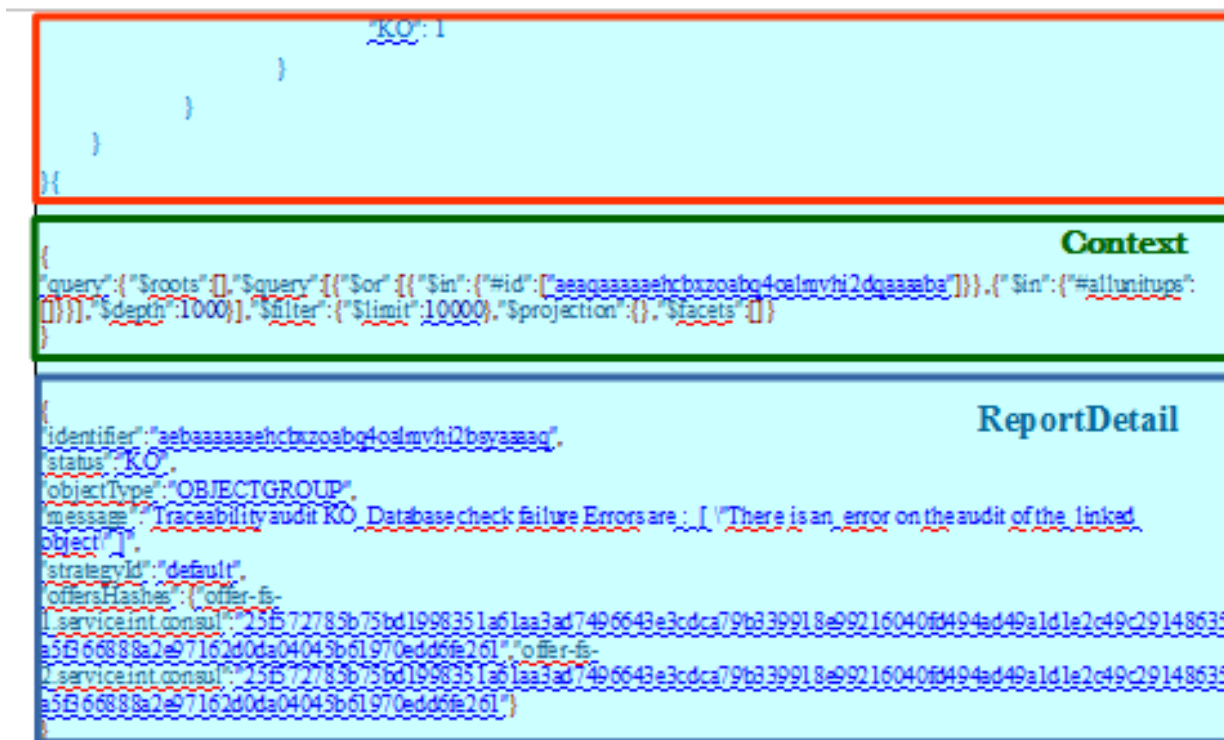 "KO": 1
}
}
}
}{
Context
{
"query":{"$roots":[],"$query":[{"$or":[{"$in":{"#id":["aeaqaaaaaehcbxzoabq4oalmvhi2dqaaaaba"]}},{"$in":{"#allunitups":
[]}}],"$depth":1000}],"$filter":{"$limit":10000},"$projection":{},"$facets":[]}
}
ReportDetail
{
"identifier":"aebaaaaaaehcbxzoabq4oalmvhi2bsyaaaaq",
"status":"KO",
"objectType":"OBJECTGROUP",
"message":"Traceability audit KO Database check failure Errors are : [ \"There is an error on the audit of the linked
object\" ]",
"strategyId":"default",
"offersHashes":{"offer-fs-
1.service.int.consul":"25f572785b75bd1998351a61aa3ad7496643e3cdca79b339918e99216040fd494ad49a1d1e2c49c29148635
a5f366888a2e97162d0da04045b61970edd6fe261","offer-fs-
2.service.int.consul":"25f572785b75bd1998351a61aa3ad7496643e3cdca79b339918e99216040fd494ad49a1d1e2c49c29148635
a5f366888a2e97162d0da04045b61970edd6fe261"}
}